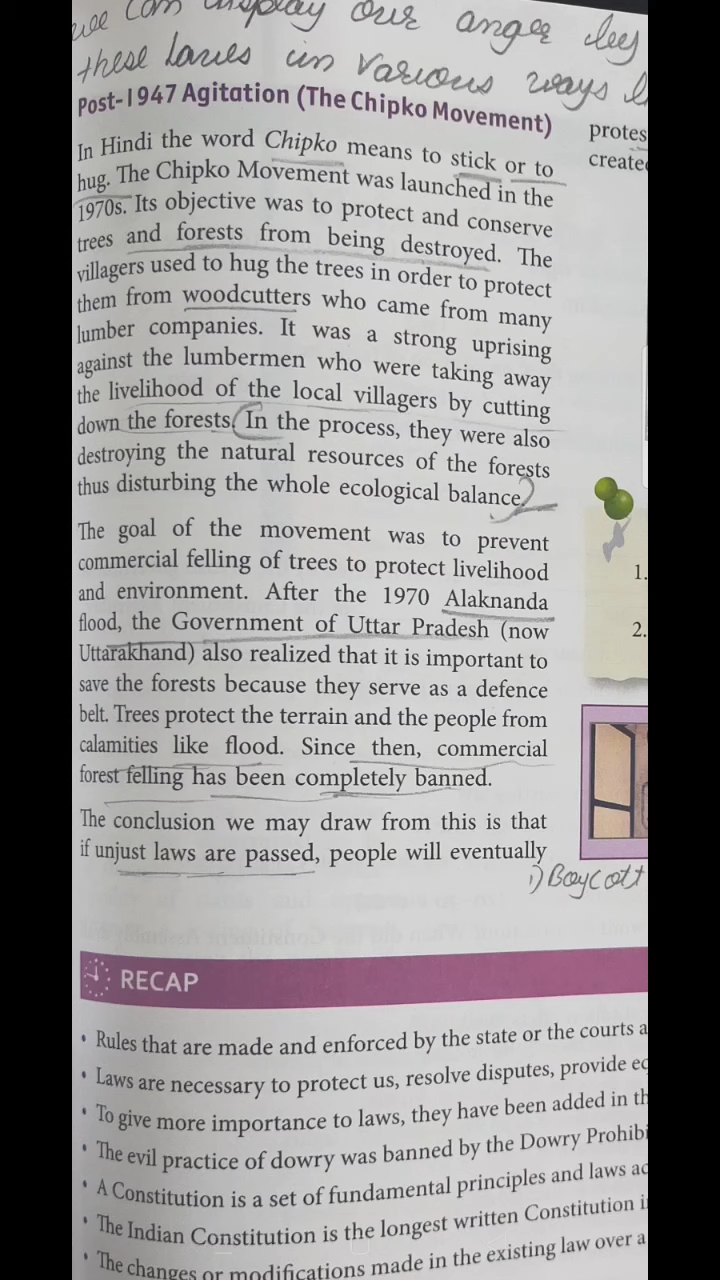 we can display our anger by
these laws in various ways
Post-1947 Agitation (The Chipko Movement)
In Hindi the word Chipko means to stick or to
hug. The Chipko Movement was launched in the
1970s. Its objective was to protect and conserve
trees and forests from being destroyed. The
villagers used to hug the trees in order to protect
them from woodcutters who came from many
lumber companies. It was a strong uprising
against the lumbermen who were taking away
the livelihood of the local villagers by cutting
down the forests. In the process, they were also
destroying the natural resources of the forests
thus disturbing the whole ecological balance.
The goal of the movement was to prevent
commercial felling of trees to protect livelihood
and environment. After the 1970 Alaknanda
flood, the Government of Uttar Pradesh (now
Uttarakhand) also realized that it is important to
save the forests because they serve as a defence
belt. Trees protect the terrain and the people from
calamities like flood. Since then, commercial
forest felling has been completely banned.
The conclusion we may draw from this is that
if unjust laws are passed, people will eventually
i) Boycott
protes
create
1.
2.
RECAP
• Rules that are made and enforced by the state or the courts a
• Laws are necessary to protect us, resolve disputes, provide eq
• To give more importance to laws, they have been added in th
• The evil practice of dowry was banned by the Dowry Prohibi
• A Constitution is a set of fundamental principles and laws ac
• The Indian Constitution is the longest written Constitution i
• The changes or modifications made in the existing law over a